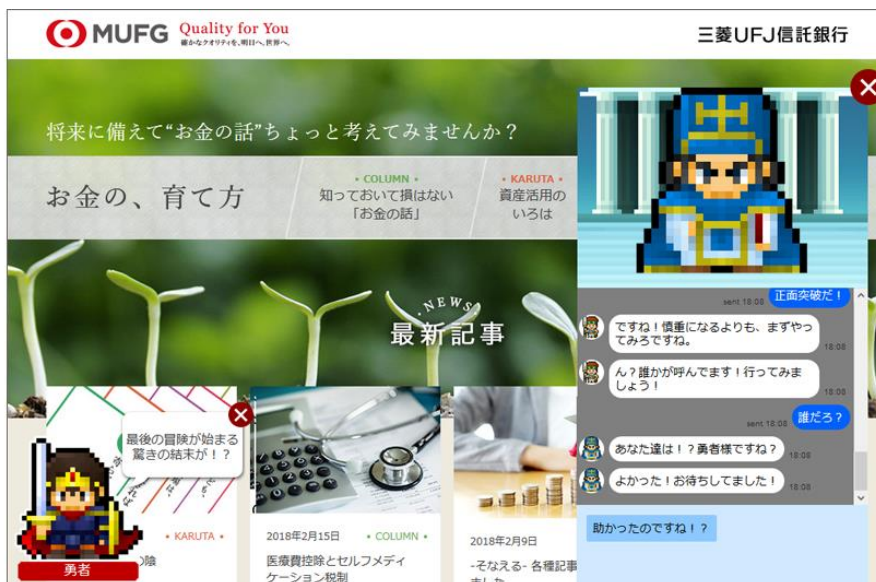 MUFG
Quality for You
確かなクオリティを、明日へ。世界へ。
三菱UFJ信託銀行
将来に備えて“お金の話”ちょっと考えてみませんか？
お金の、育て方
・COLUMN・
知っておいて損はない
「お金の話」
・KARUTA・
資産活用の
いろは
・NEWS・
最新記事
sent 18:08
正面突破だ！
ですね！慎重になるよりも、まずやっ
てみろですね。
18:08
ん？誰かが呼んでます！行ってみま
しょう！
18:08
sent 18:08
誰だろ？
あなた達は！？勇者様ですね？
18:08
よかった！お待ちしてました！
18:08
助かったのですね！？
最後の冒険が始まる
驚きの結末が！？
勇者
・KARUTA・
の陰
2018年2月15日
・COLUMN・
医療費控除とセルフメディ
ケーション税制
2018年2月9日
-そなえる- 各種記事
ました